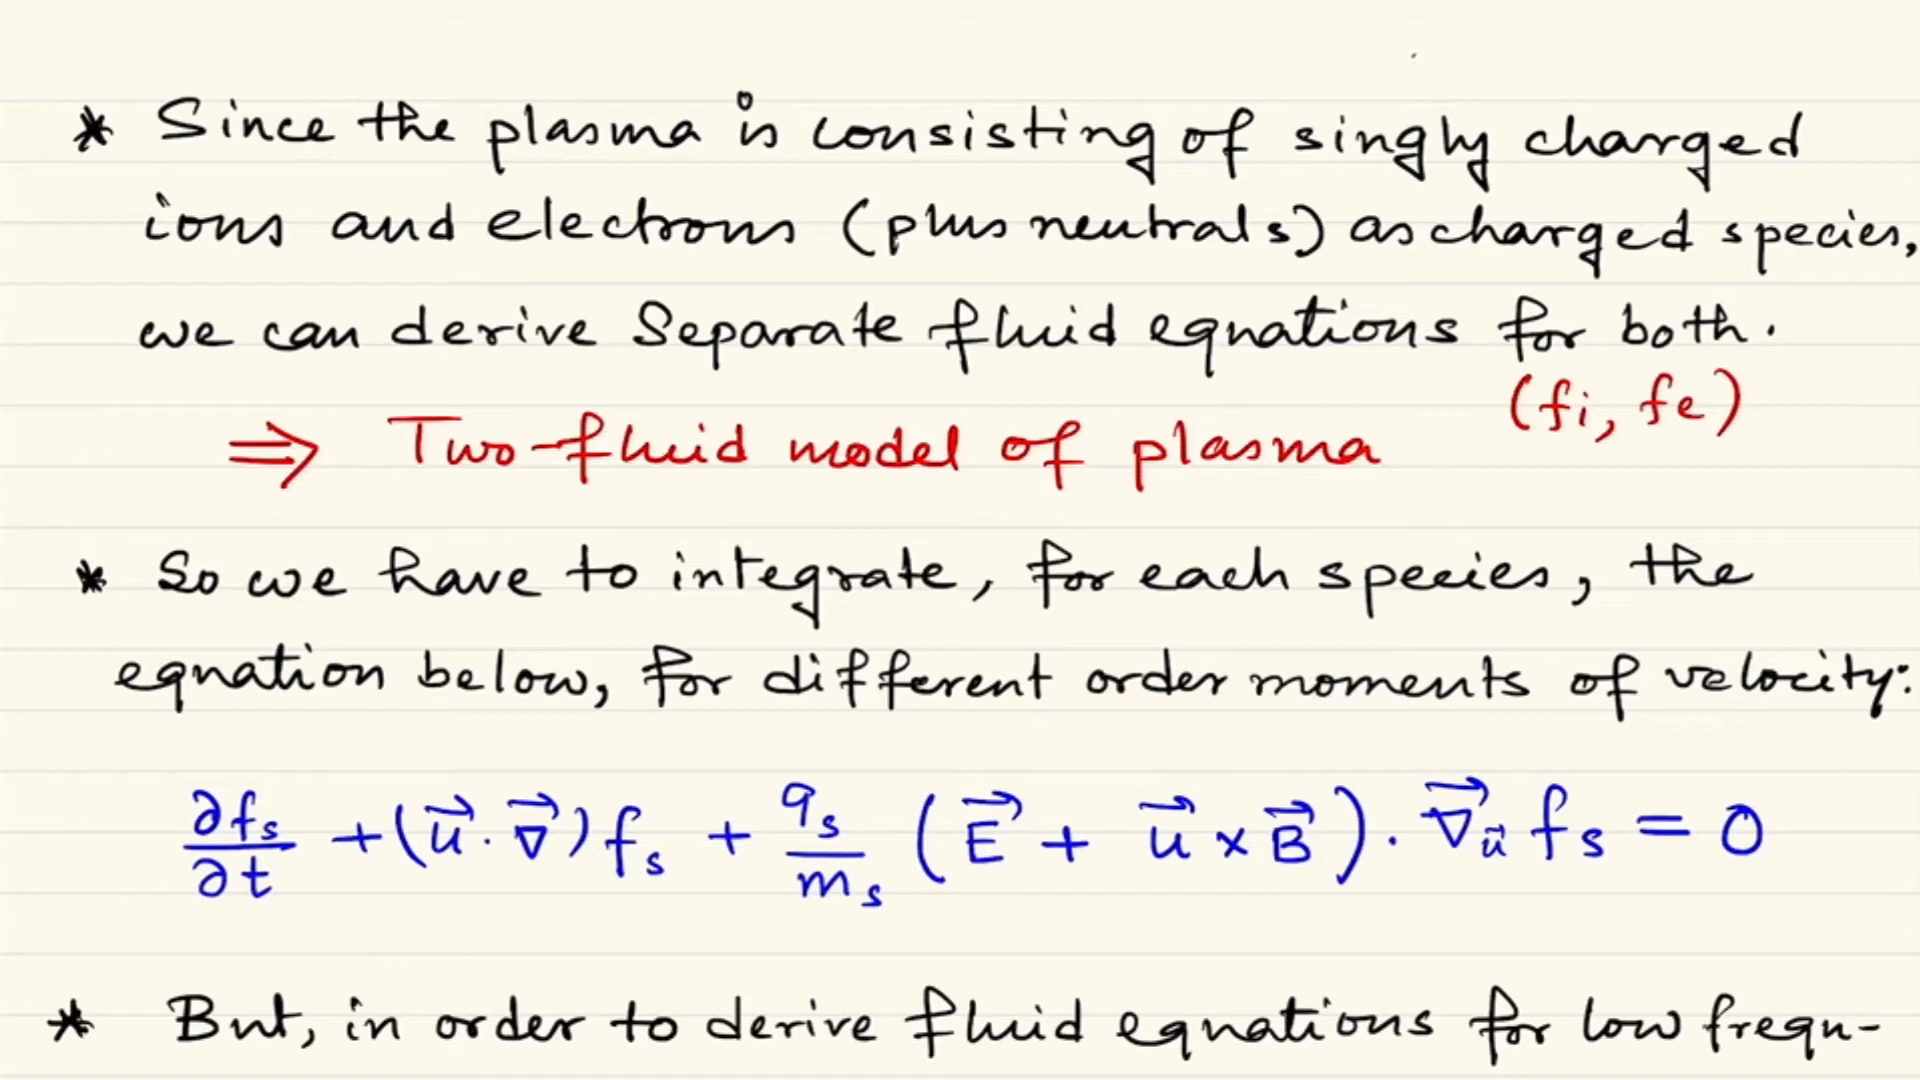 * Since the plasma is consisting of singly charged
ions and electrons (plus neutrals) as charged species,
we can derive Separate fluid equations for both.
(fi, fe)
⇒ Two-fluid model of plasma
* So we have to integrate, for each species, the
equation below, for different order moments of velocity:
∂fs/∂t + (u⃗ · ∇⃗) fs + qs/ms (E⃗ + u⃗ × B⃗) · ∇⃗u⃗ fs = 0
* But, in order to derive fluid equations for low frequ-